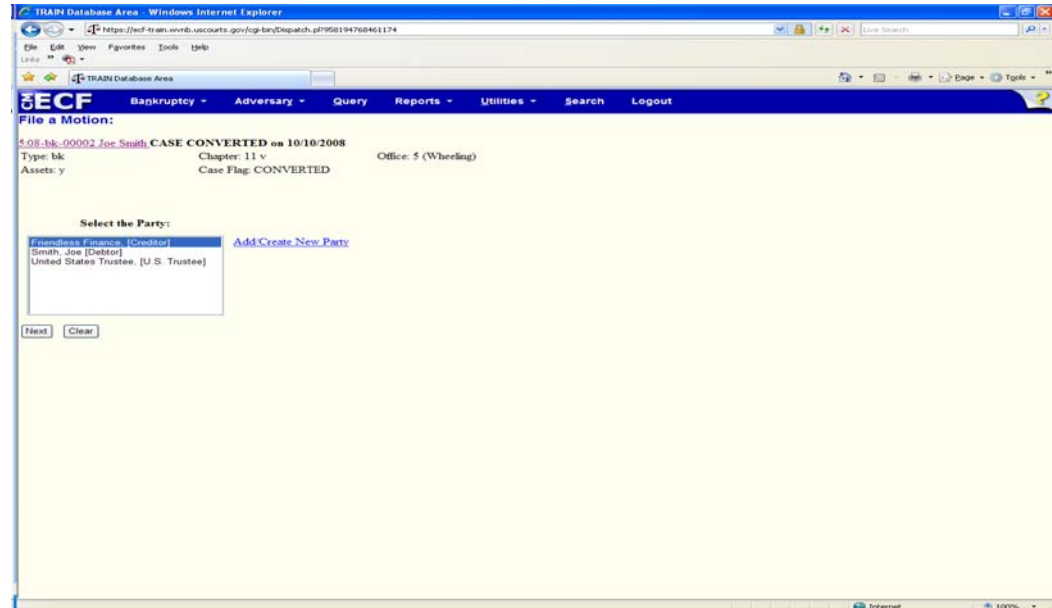 TRAIN Database Area - Windows Internet Explorer
https://ecf-train.wvnb.uscourts.gov/cgi-bin/Dispatch.pl?958194768461174
Live Search
File Edit View Favorites Tools Help
Links »
TRAIN Database Area
Page Tools »
CM ECF Bankruptcy Adversary Query Reports Utilities Search Logout ?
File a Motion:
5:08-bk-00002 Joe Smith CASE CONVERTED on 10/10/2008
Type: bk Chapter: 11 v Office: 5 (Wheeling)
Assets: y Case Flag: CONVERTED
Select the Party:
Friendless Finance, [Creditor] Add/Create New Party
Smith, Joe [Debtor]
United States Trustee, [U.S. Trustee]
Next Clear
Internet 100%